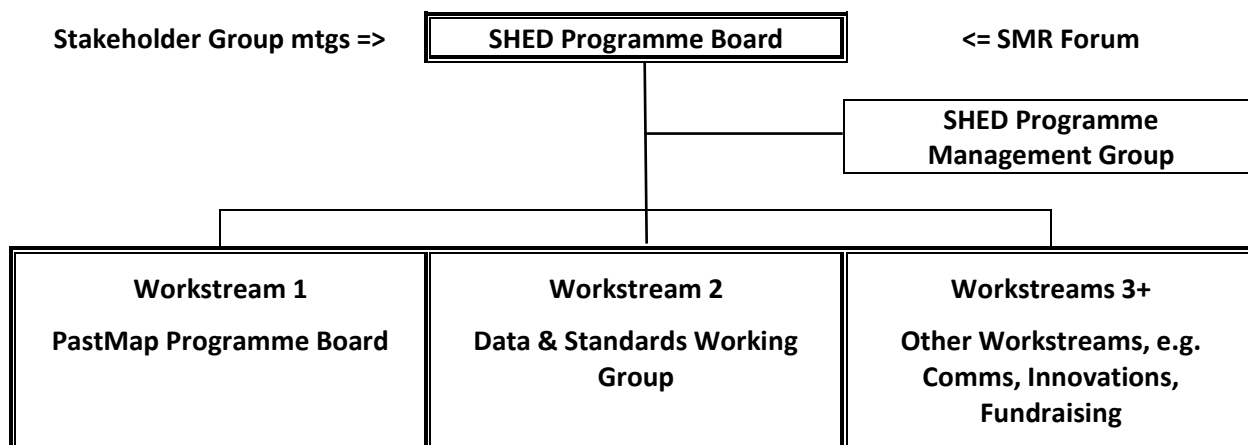 Stakeholder Group mtgs => SHED Programme Board <= SMR Forum
SHED Programme
Management Group
Workstream 1
PastMap Programme Board
Workstream 2
Data & Standards Working
Group
Workstreams 3+
Other Workstreams, e.g.
Comms, Innovations,
Fundraising